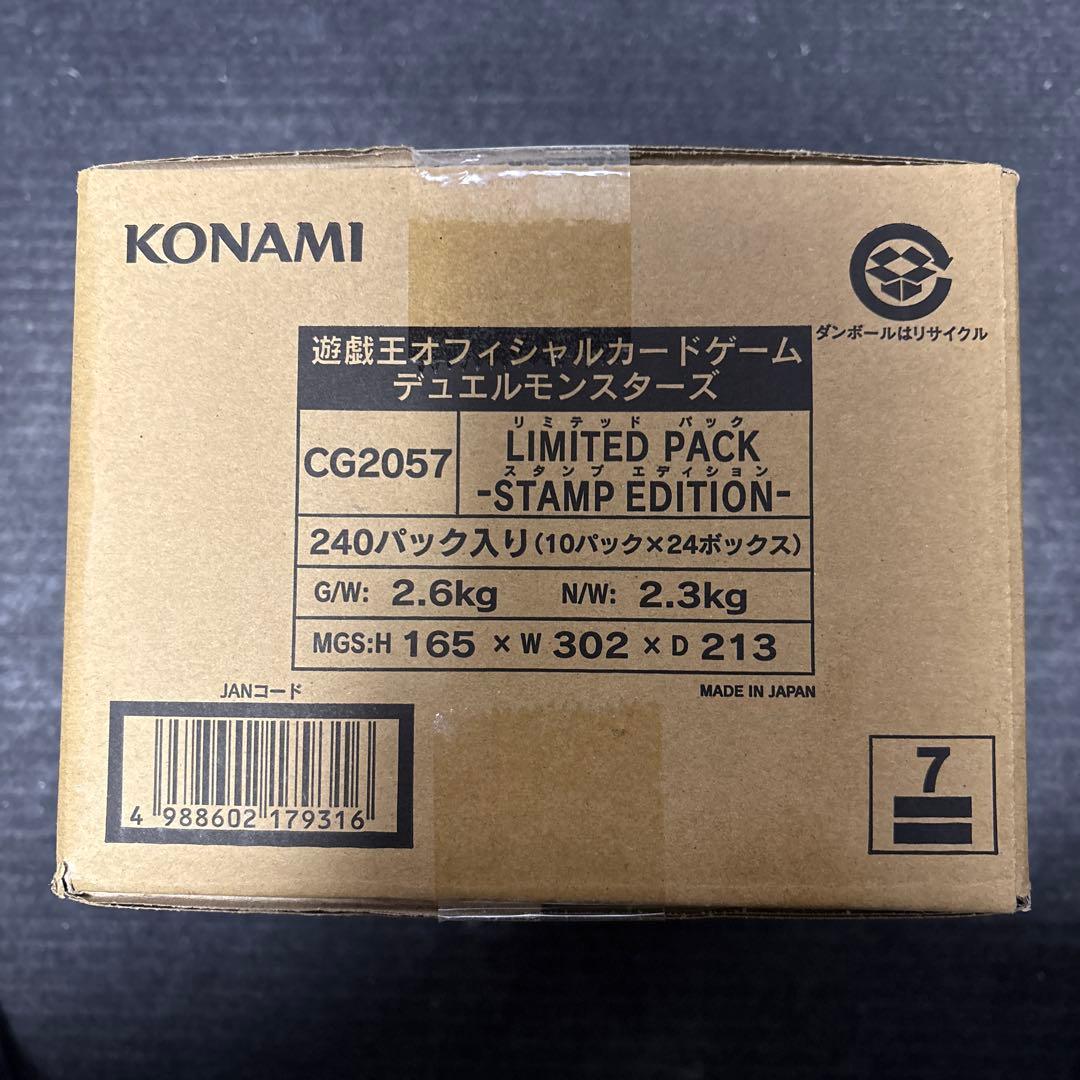 KONAMI
ダンボールはリサイクル
遊戯王オフィシャルカードゲーム
デュエルモンスターズ
CG2057
リミテッド パック
LIMITED PACK
スタンプ エディション
-STAMP EDITION-
240パック入り(10パック×24ボックス)
G/W: 2.6kg N/W: 2.3kg
MGS:H 165 × W 302 × D 213
JANコード
MADE IN JAPAN
4 988602 179316
7